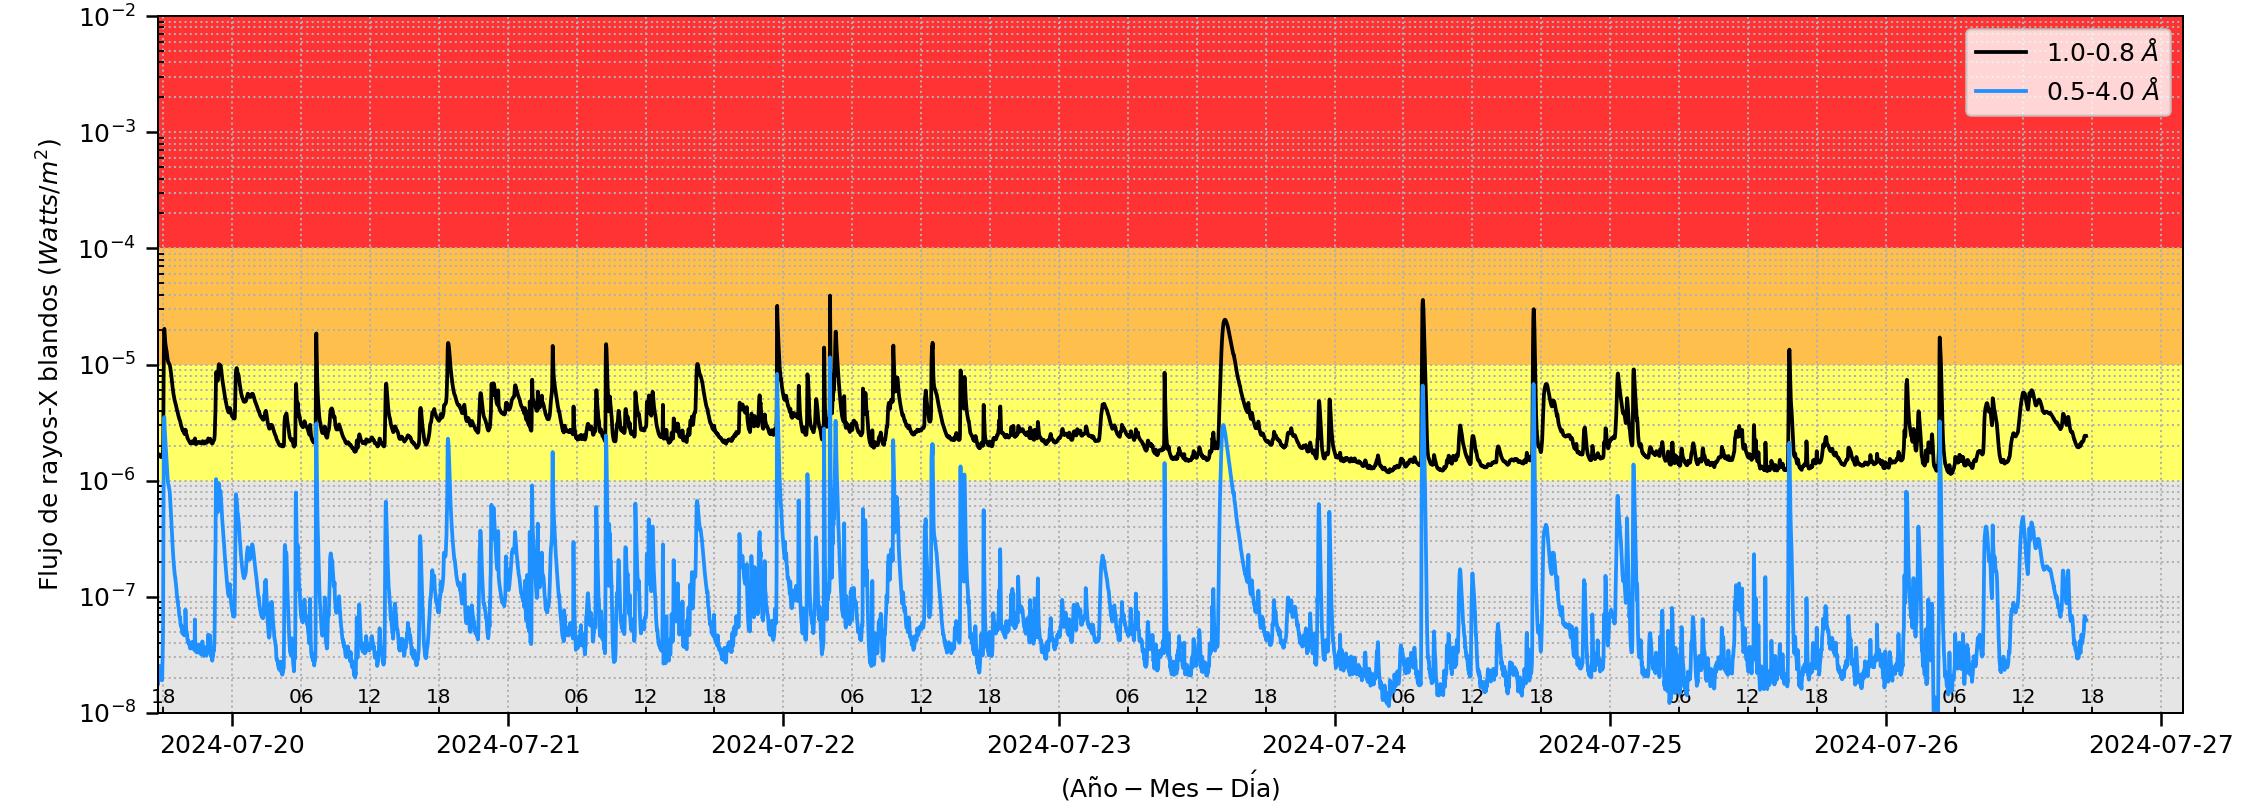 10⁻²
10⁻³
10⁻⁴
10⁻⁵
10⁻⁶
10⁻⁷
10⁻⁸
Flujo de rayos-X blandos (Watts/m²)
1.0-0.8 Å
0.5-4.0 Å
18 06 12 18 06 12 18 06 12 18 06 12 18 06 12 18 06 12 18 06 12 18
2024-07-20 2024-07-21 2024-07-22 2024-07-23 2024-07-24 2024-07-25 2024-07-26 2024-07-27
(Año − Mes − Día)